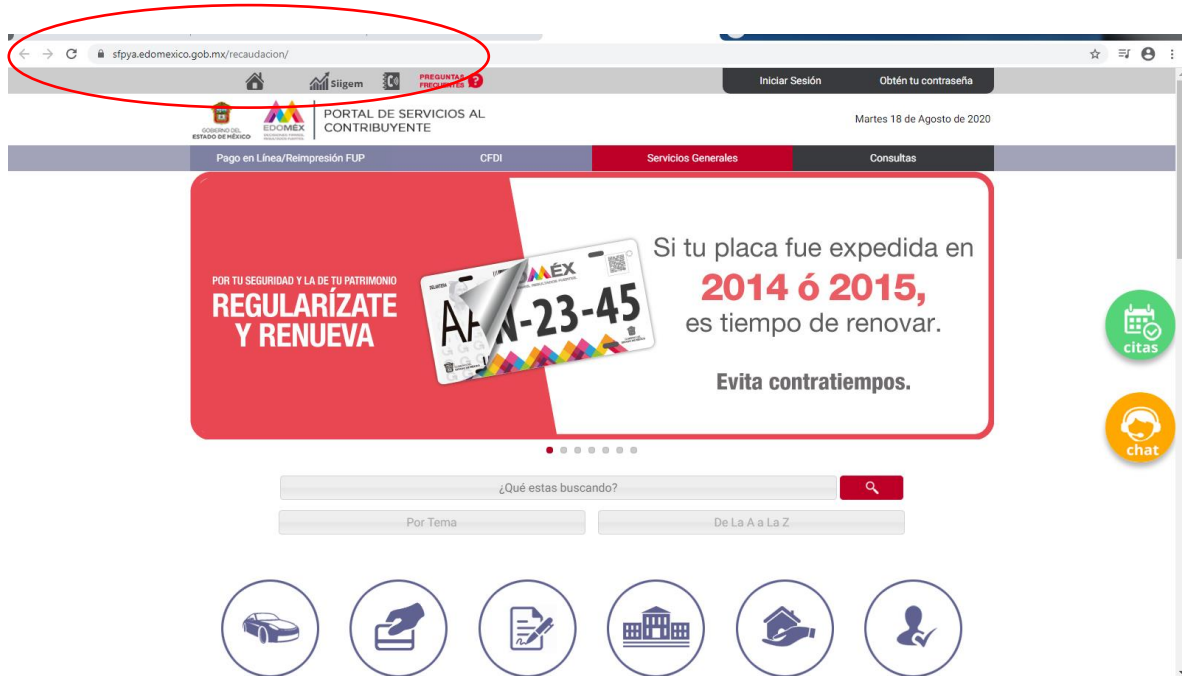 sfpya.edomexico.gob.mx/recaudacion/
siigem
PREGUNTAS
FRECUENTES ?
Iniciar Sesión
Obtén tu contraseña
GOBIERNO DEL
ESTADO DE MÉXICO
EDOMÉX
PORTAL DE SERVICIOS AL
CONTRIBUYENTE
Martes 18 de Agosto de 2020
Pago en Línea/Reimpresión FUP
CFDI
Servicios Generales
Consultas
POR TU SEGURIDAD Y LA DE TU PATRIMONIO
REGULARÍZATE
Y RENUEVA
Si tu placa fue expedida en
2014 ó 2015,
es tiempo de renovar.
Evita contratiempos.
citas
chat
¿Qué estas buscando?
Por Tema
De La A a La Z